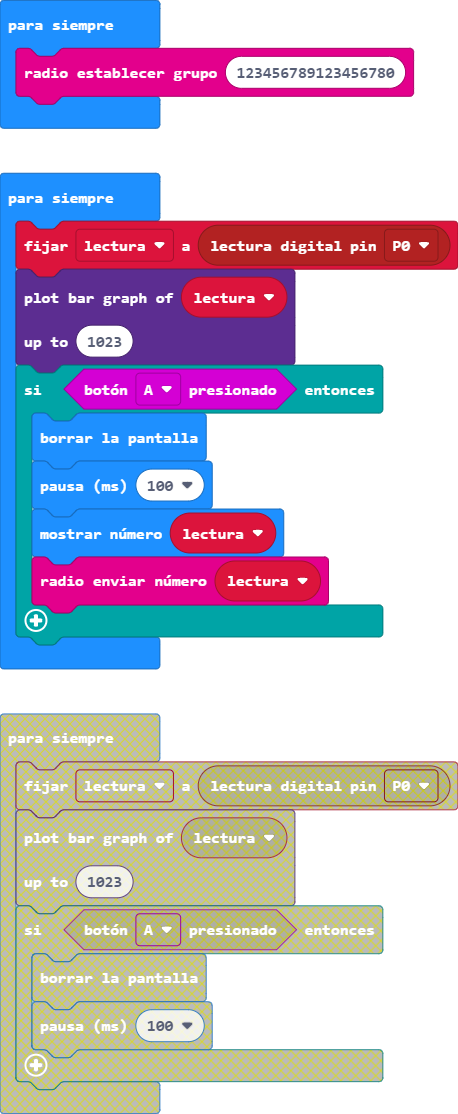 para siempre
radio establecer grupo 123456789123456780
para siempre
fijar lectura a lectura digital pin P0
plot bar graph of lectura
up to 1023
si botón A presionado entonces
borrar la pantalla
pausa (ms) 100
mostrar número lectura
radio enviar número lectura
para siempre
fijar lectura a lectura digital pin P0
plot bar graph of lectura
up to 1023
si botón A presionado entonces
borrar la pantalla
pausa (ms) 100